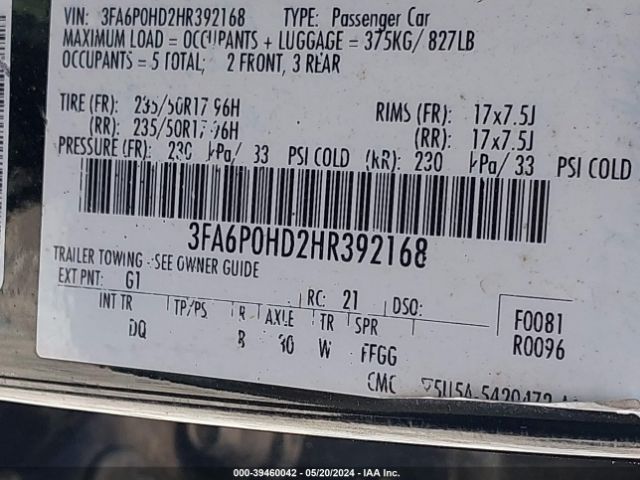 VIN: 3FA6P0HD2HR392168 TYPE: Passenger Car
MAXIMUM LOAD = OCCUPANTS + LUGGAGE = 375KG/ 827LB
OCCUPANTS = 5 TOTAL; 2 FRONT, 3 REAR
TIRE (FR): 235/50R17 96H RIMS (FR): 17x7.5J
(RR): 235/50R17 96H (RR): 17x7.5J
PRESSURE (FR): 230 kPa/ 33 PSI COLD (RR): 230 kPa/ 33 PSI COLD
3FA6P0HD2HR392168
TRAILER TOWING - SEE OWNER GUIDE
EXT PNT: G1 RC: 21 DSO:
INT TR TP/PS R AXLE TR SPR F0081
DQ B W FFGG R0096
CMC
000-39460042 — 05/20/2024 — IAA Inc.